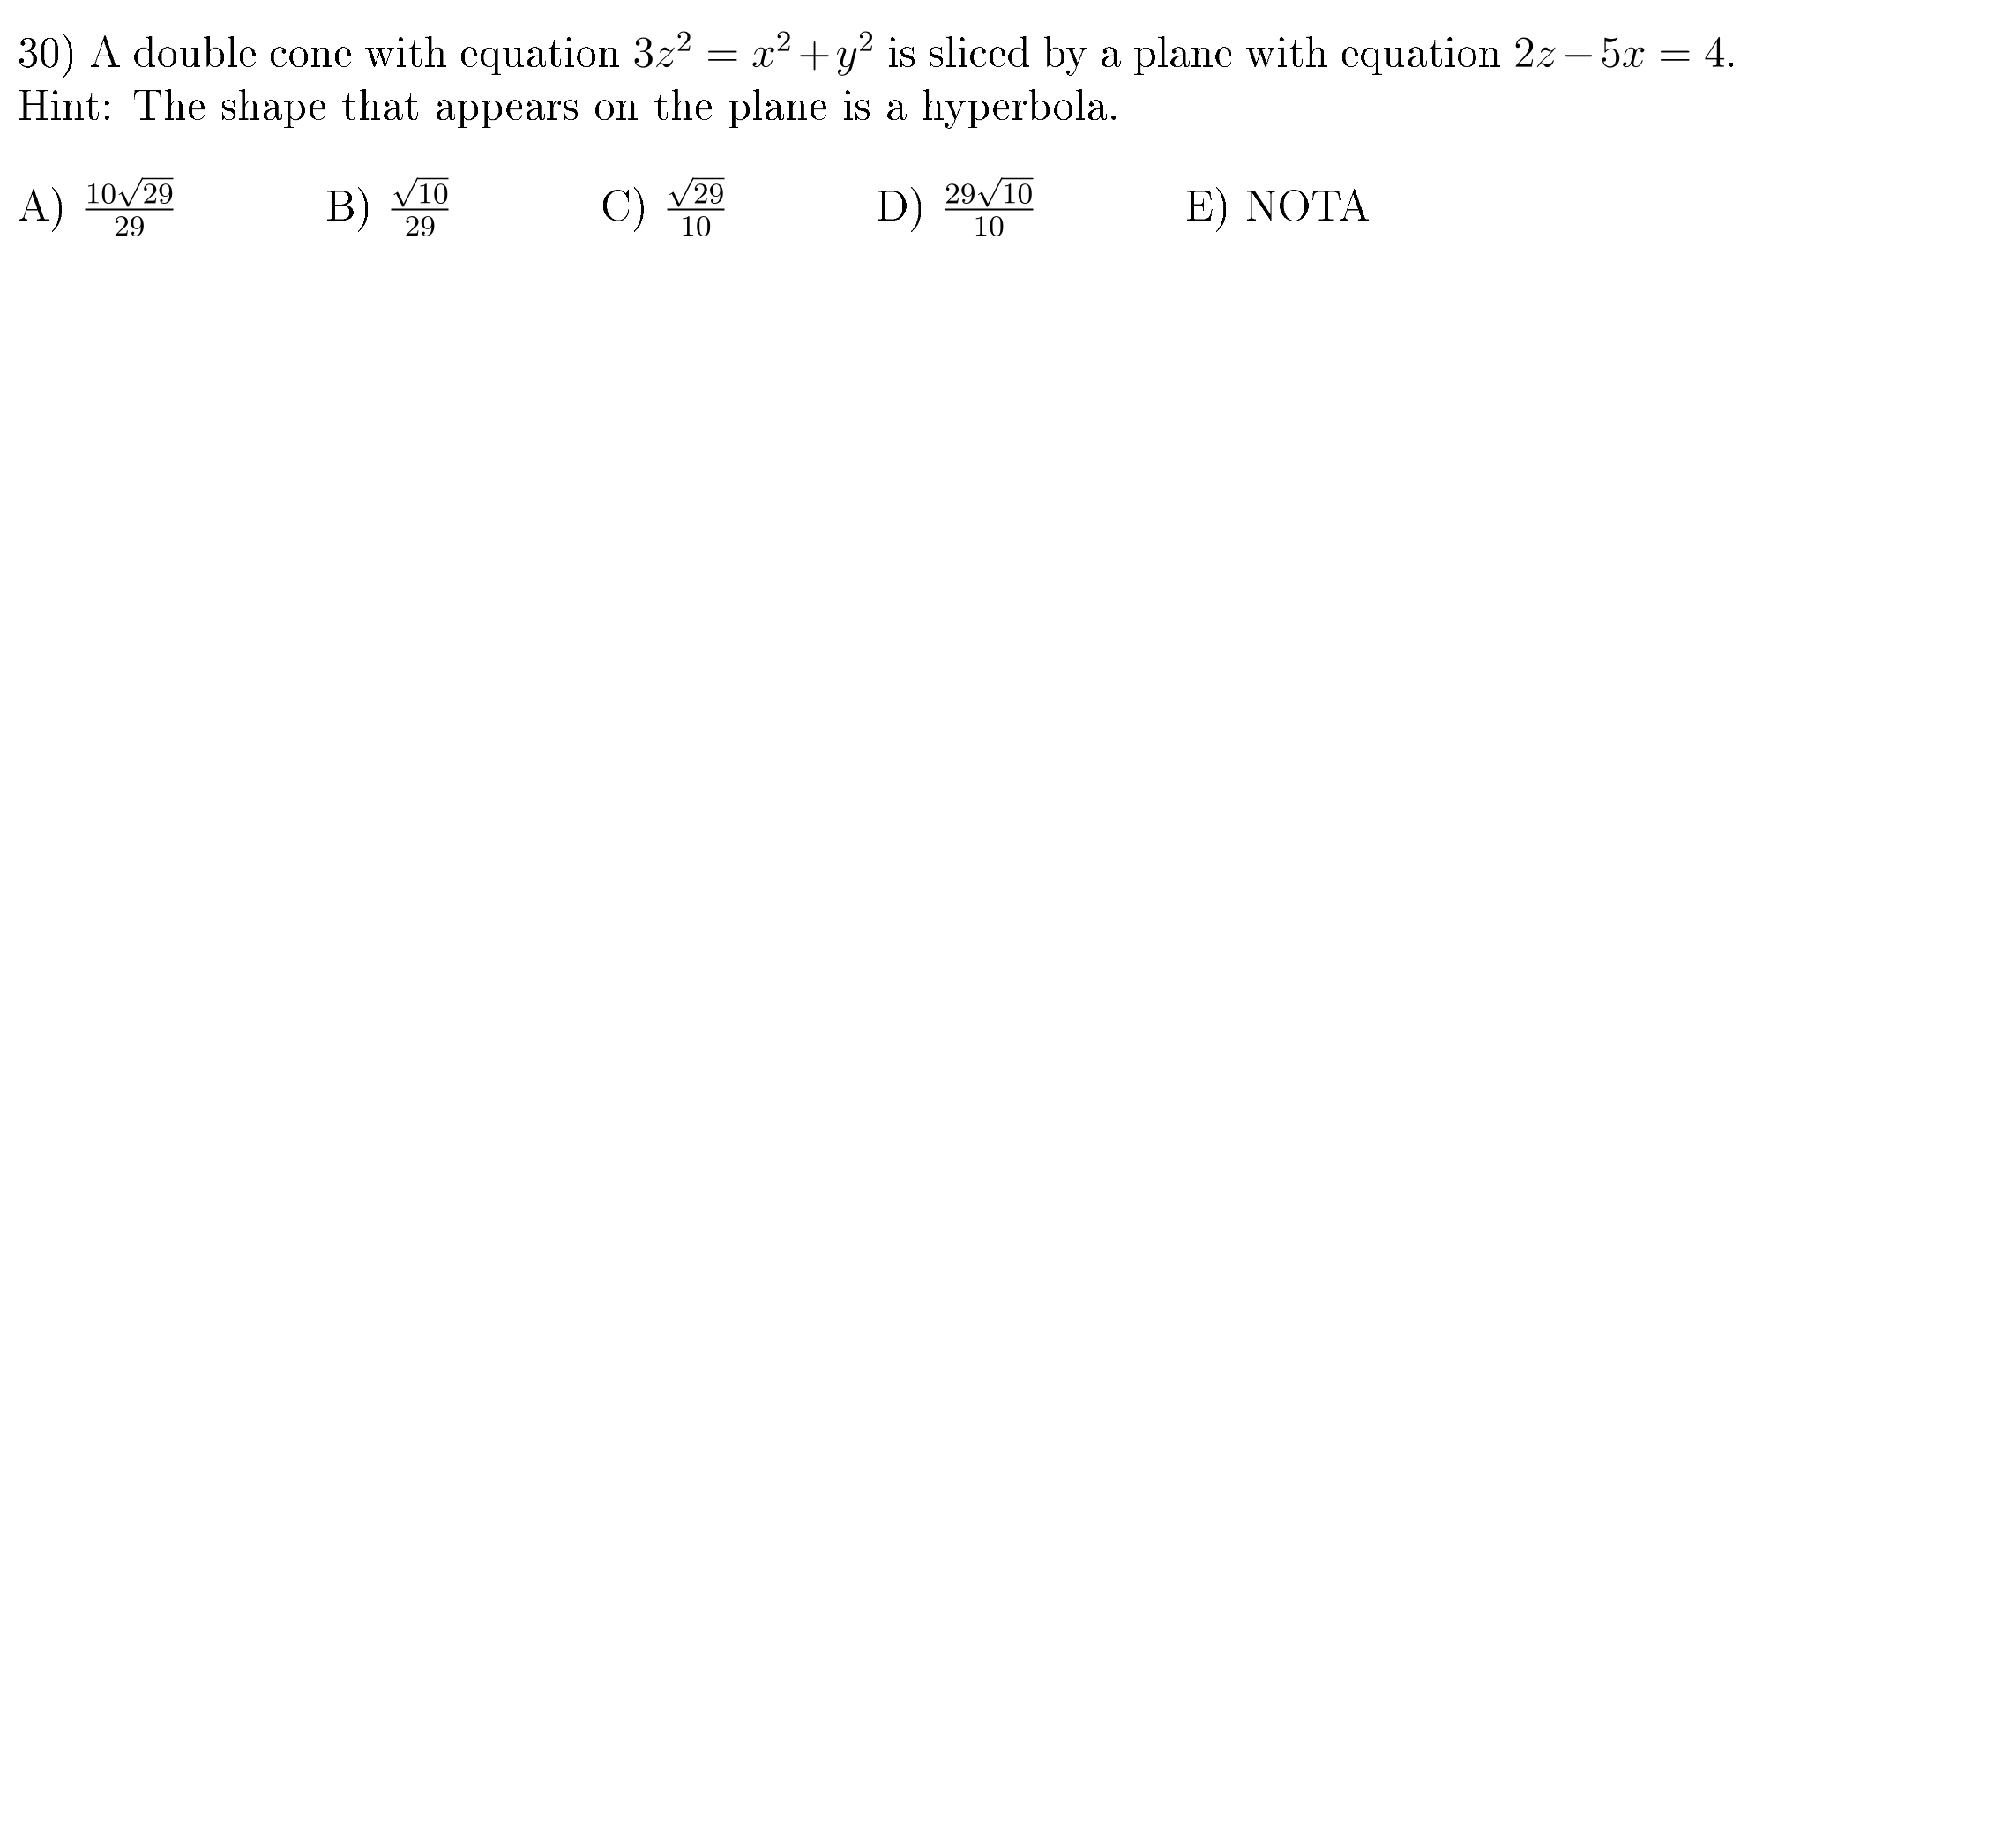 30) A double cone with equation $3z^2 = x^2 + y^2$ is sliced by a plane with equation $2z - 5x = 4$.
Hint: The shape that appears on the plane is a hyperbola.
A) $\frac{10\sqrt{29}}{29}$ B) $\frac{\sqrt{10}}{29}$ C) $\frac{\sqrt{29}}{10}$ D) $\frac{29\sqrt{10}}{10}$ E) NOTA